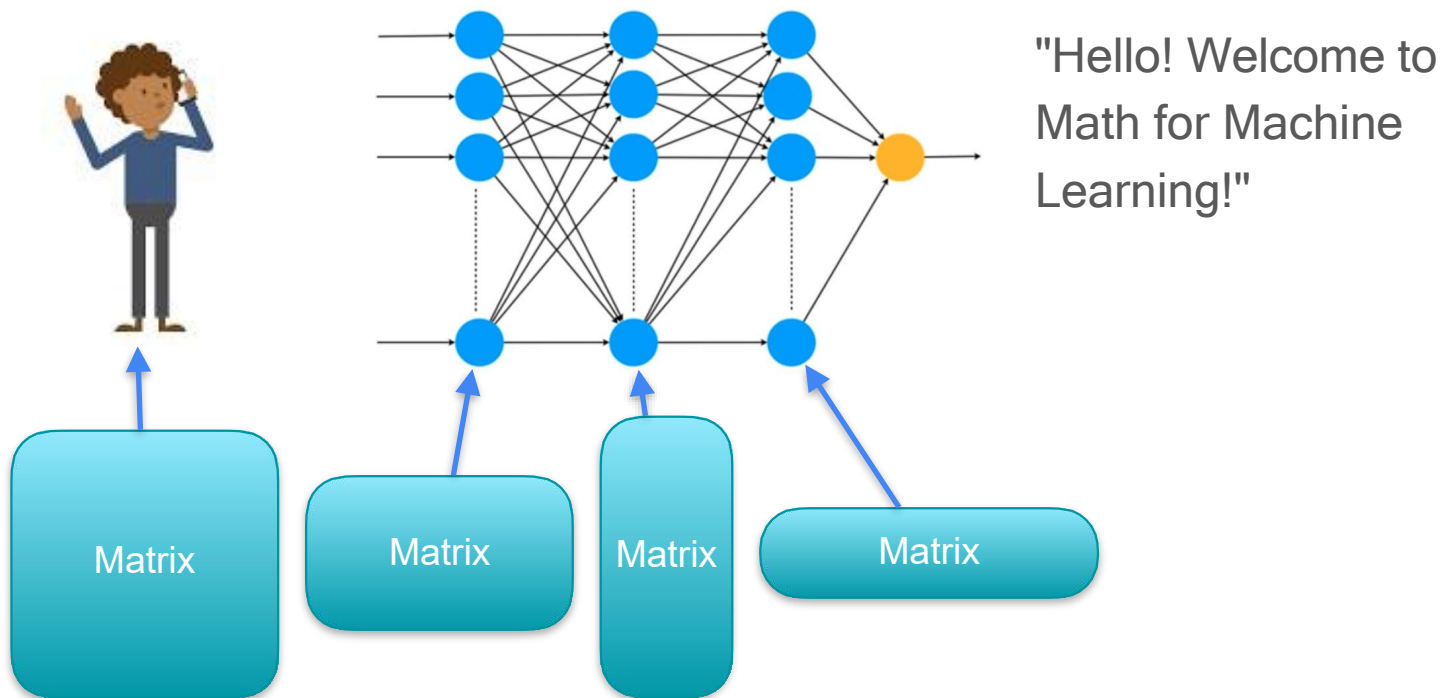 "Hello! Welcome to
Math for Machine
Learning!"
Matrix
Matrix
Matrix
Matrix